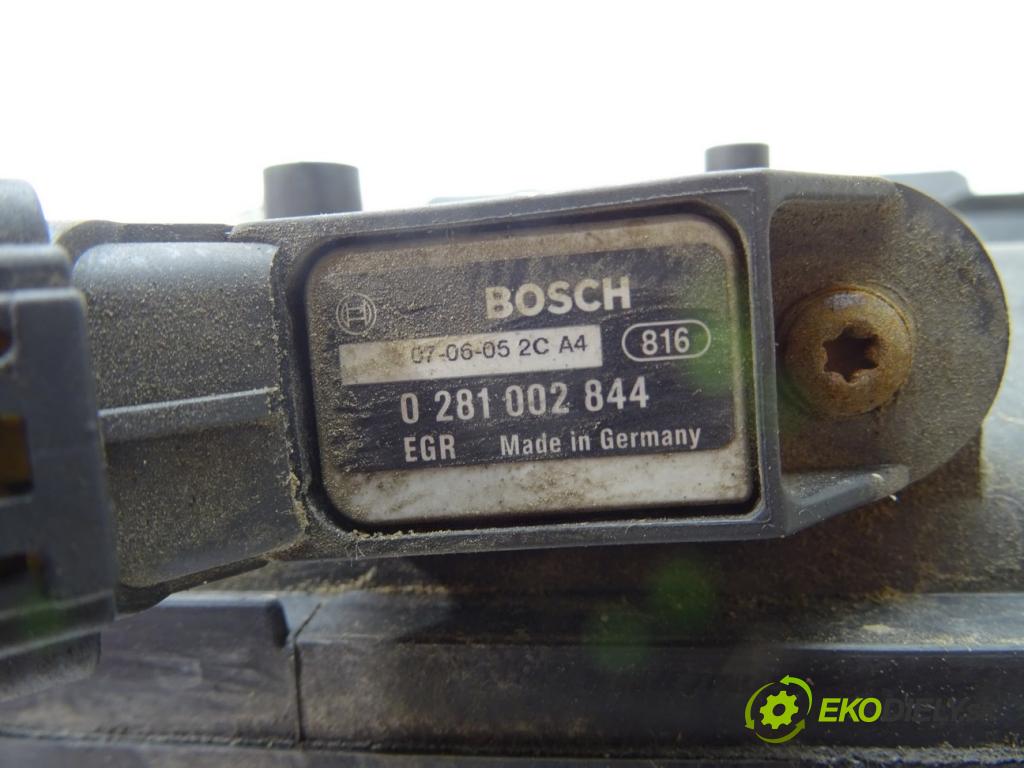 BOSCH
07-06-05 2C A4 816
0 281 002 844
EGR Made in Germany
EKODIELY